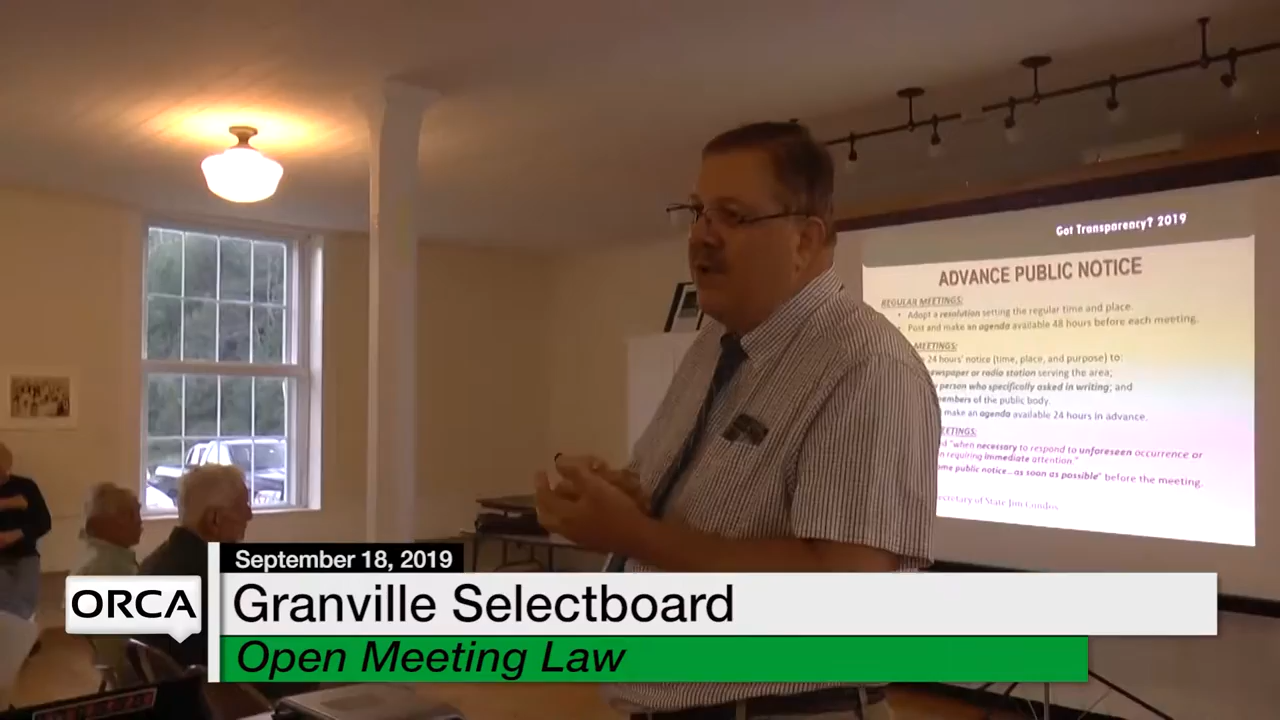 Got Transparency? 2019
ADVANCE PUBLIC NOTICE
REGULAR MEETINGS:
• Adopt a resolution setting the regular time and place.
• Post and make an agenda available 48 hours before each meeting.
MEETINGS:
24 hours' notice (time, place, and purpose) to:
newspaper or radio station serving the area;
person who specifically asked in writing; and
members of the public body.
make an agenda available 24 hours in advance.
"when necessary to respond to unforeseen occurrence or
requiring immediate attention."
public notice...as soon as possible" before the meeting.
Secretary of State Jim Condos
September 18, 2019
ORCA
Granville Selectboard
Open Meeting Law